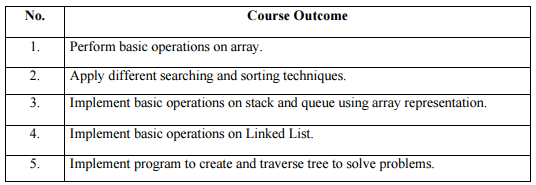 No. Course Outcome
1. Perform basic operations on array.
2. Apply different searching and sorting techniques.
3. Implement basic operations on stack and queue using array representation.
4. Implement basic operations on Linked List.
5. Implement program to create and traverse tree to solve problems.